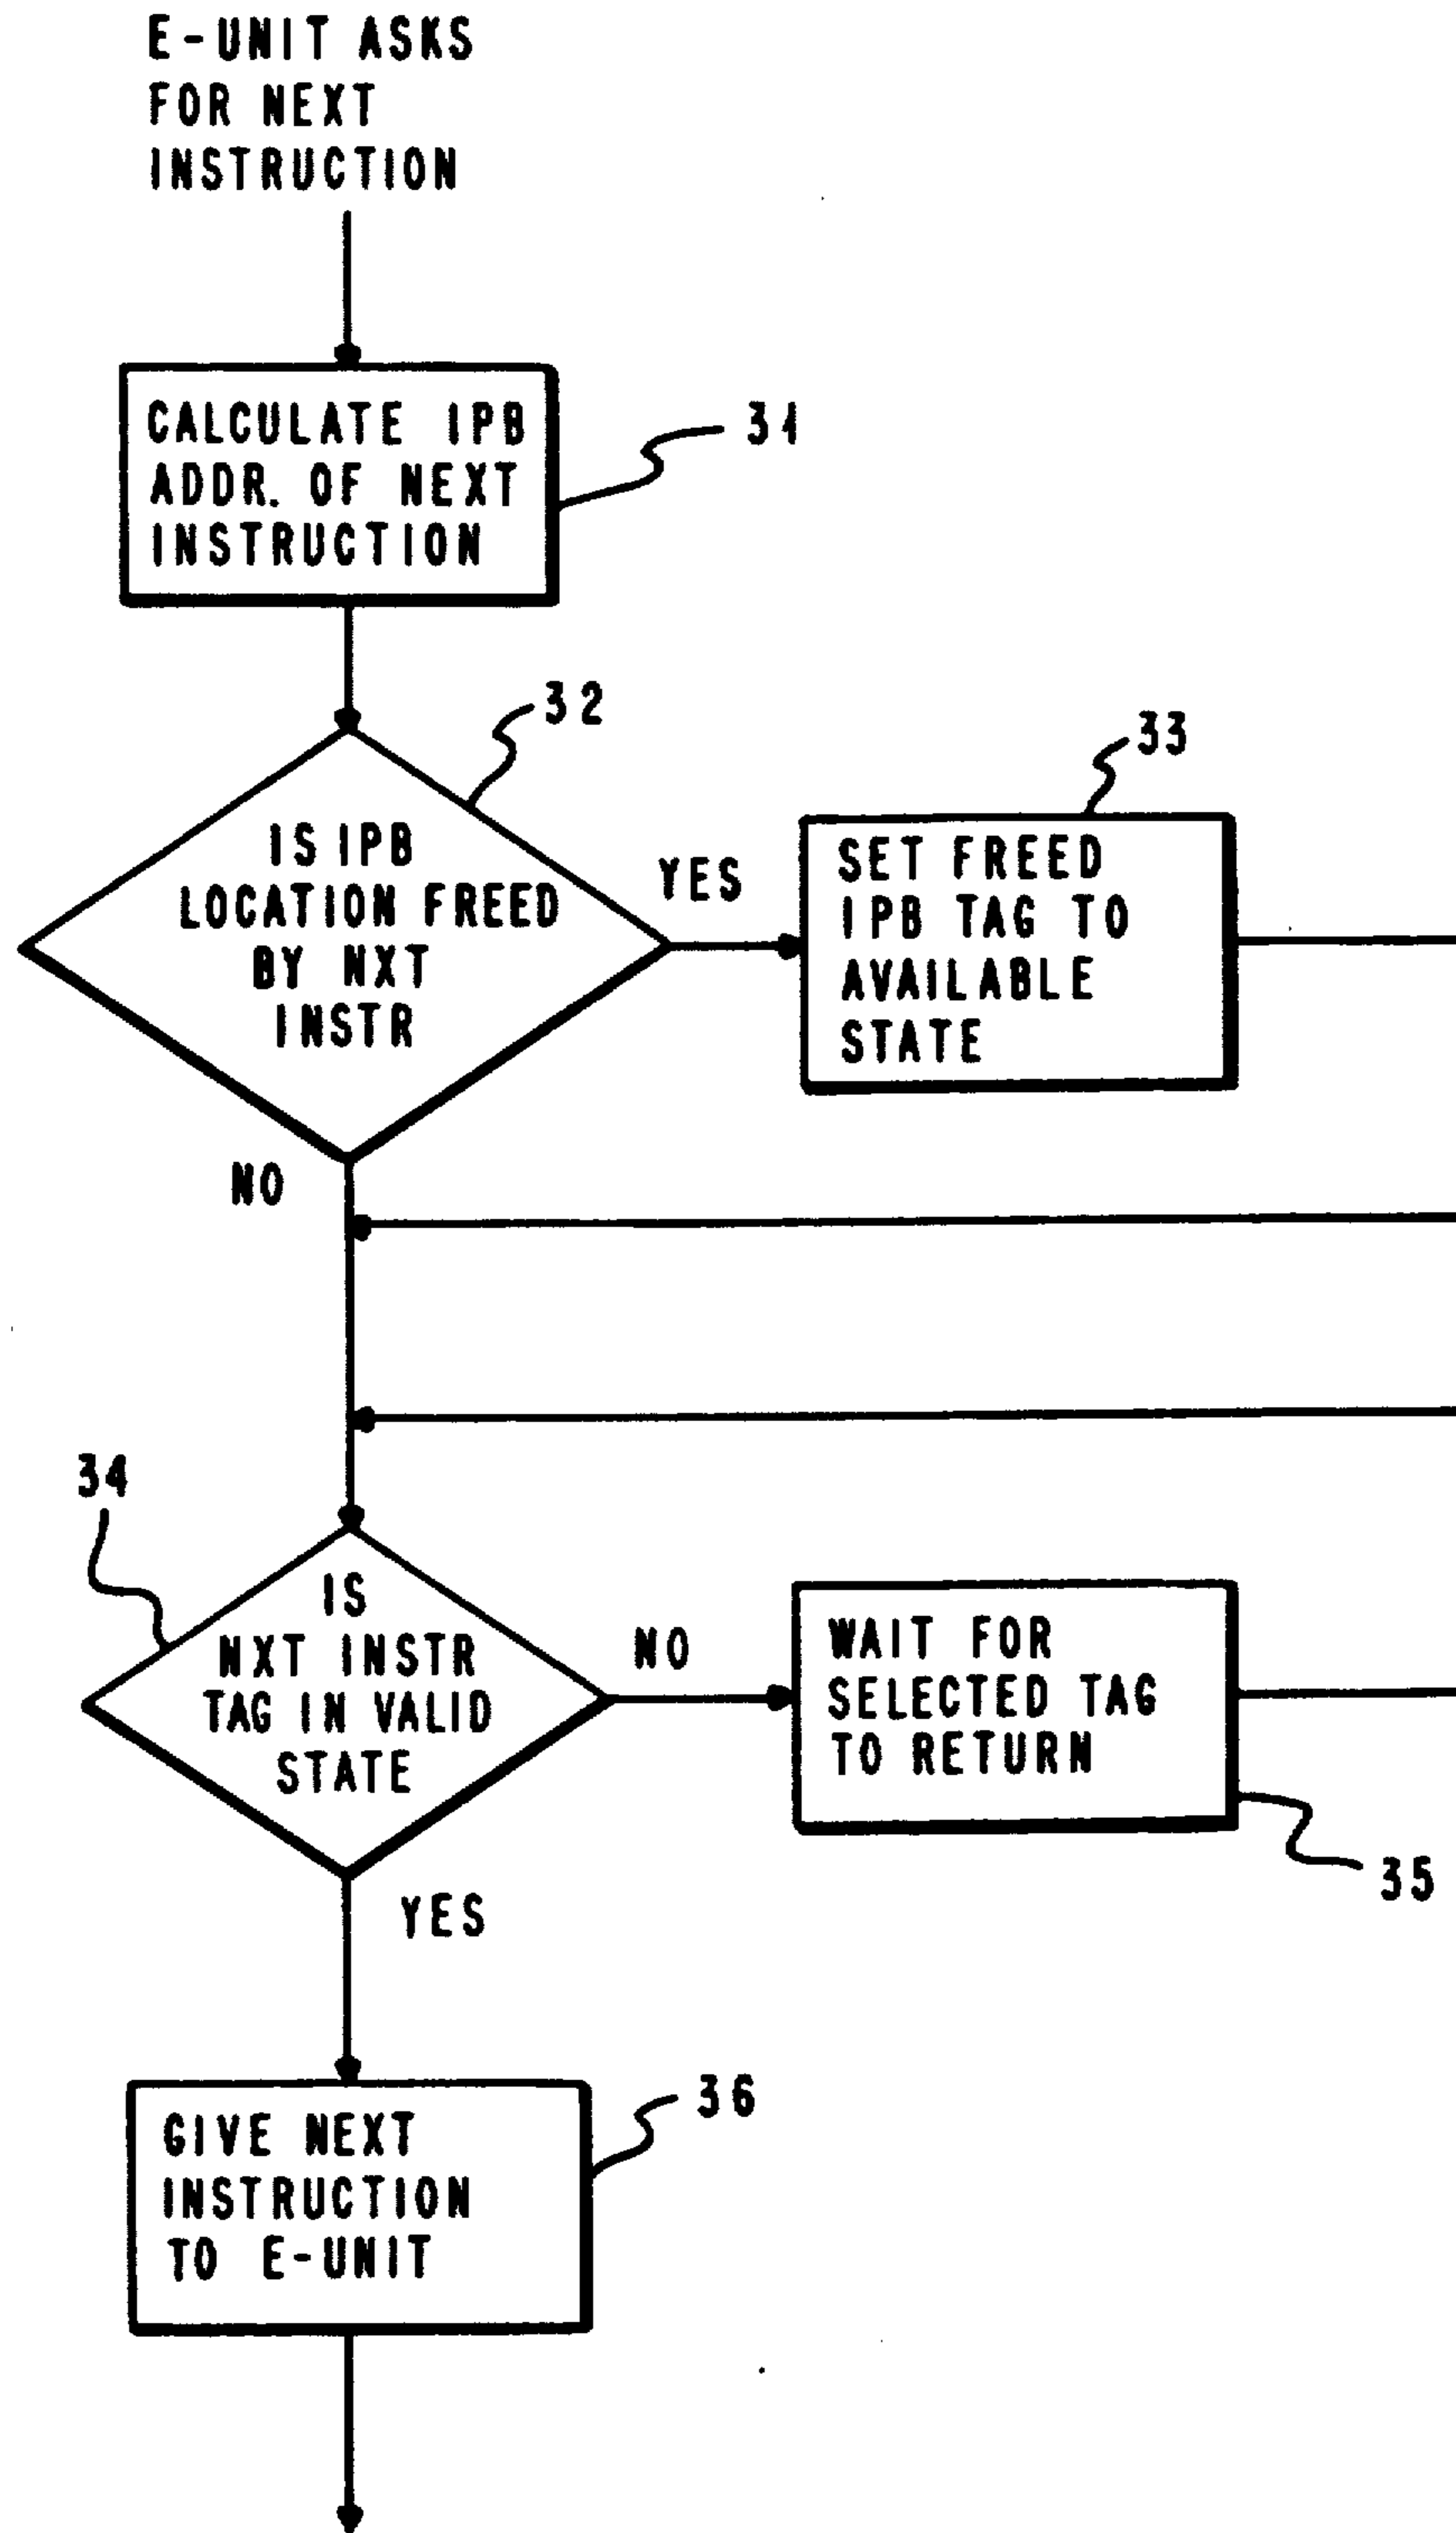 E-UNIT ASKS
FOR NEXT
INSTRUCTION
CALCULATE IPB
ADDR. OF NEXT
INSTRUCTION
31
32
IS IPB
LOCATION FREED
BY NXT
INSTR
YES
33
SET FREED
IPB TAG TO
AVAILABLE
STATE
NO
34
IS
NXT INSTR
TAG IN VALID
STATE
NO
WAIT FOR
SELECTED TAG
TO RETURN
35
YES
36
GIVE NEXT
INSTRUCTION
TO E-UNIT